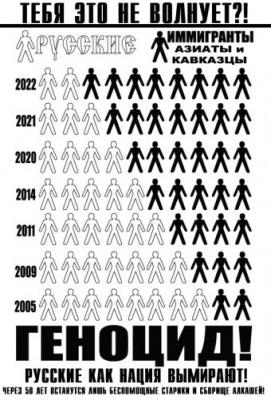 ТЕБЯ ЭТО НЕ ВОЛНУЕТ?!
РУССКИЕ
ИММИГРАНТЫ
АЗИАТЫ и
КАВКАЗЦЫ
2022
2021
2020
2014
2011
2009
2005
ГЕНОЦИД!
РУССКИЕ КАК НАЦИЯ ВЫМИРАЮТ!
ЧЕРЕЗ 50 ЛЕТ ОСТАНУТСЯ ЛИШЬ БЕСПОМОЩНЫЕ СТАРИКИ И СБОРИЩЕ АЛКАШЕЙ!